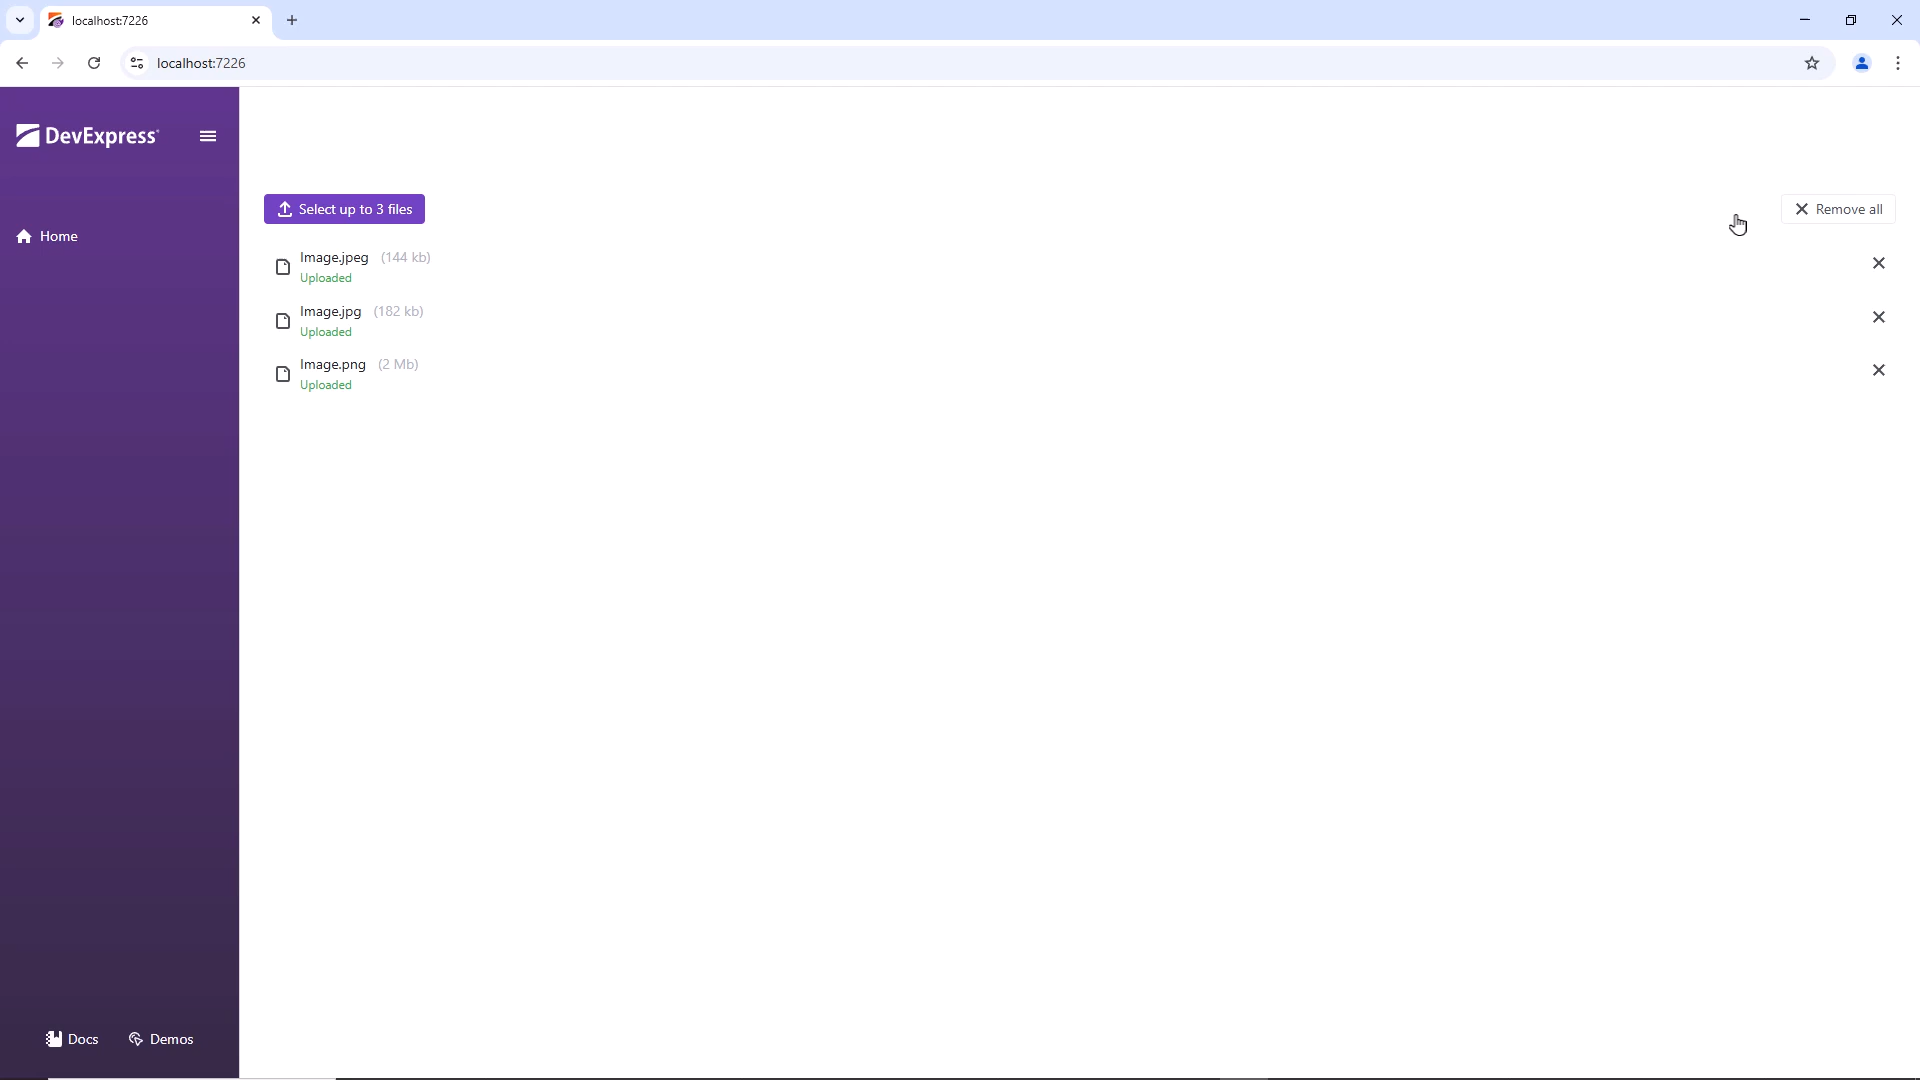 localhost:7226
localhost:7226
DevExpress
Select up to 3 files
Remove all
Home
Image.jpeg (144 kb)
Uploaded
Image.jpg (182 kb)
Uploaded
Image.png (2 Mb)
Uploaded
Docs
Demos